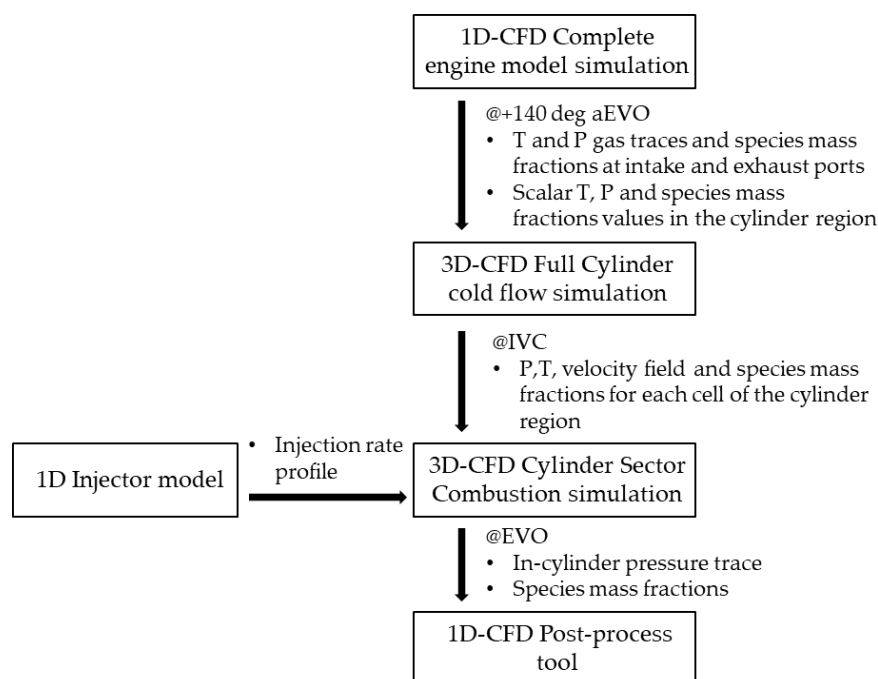 1D-CFD Complete
engine model simulation
@+140 deg aEVO
• T and P gas traces and species mass
fractions at intake and exhaust ports
• Scalar T, P and species mass
fractions values in the cylinder region
3D-CFD Full Cylinder
cold flow simulation
@IVC
• P,T, velocity field and species mass
fractions for each cell of the cylinder
region
1D Injector model
• Injection rate
profile
3D-CFD Cylinder Sector
Combustion simulation
@EVO
• In-cylinder pressure trace
• Species mass fractions
1D-CFD Post-process
tool